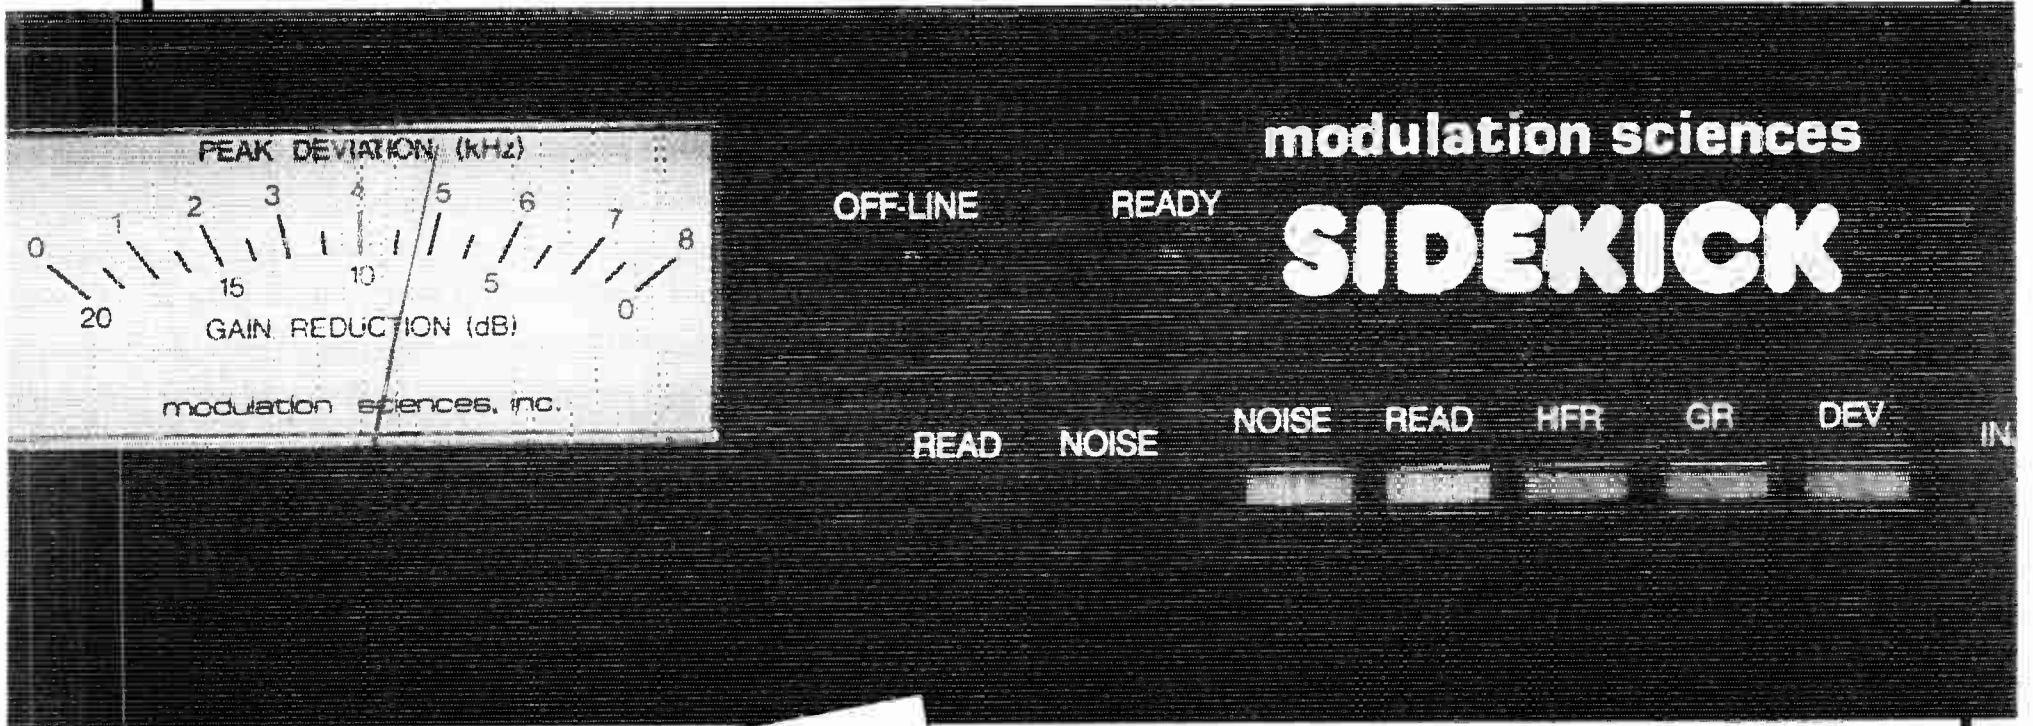 PEAK DEVIATION (kHz)
0 1 2 3 4 5 6 7 8
20 15 10 5 0
GAIN REDUCTION (dB)
modulation sciences, inc.
OFF-LINE READY
modulation sciences
SIDEKICK
READ NOISE
NOISE READ HFR GR DEV